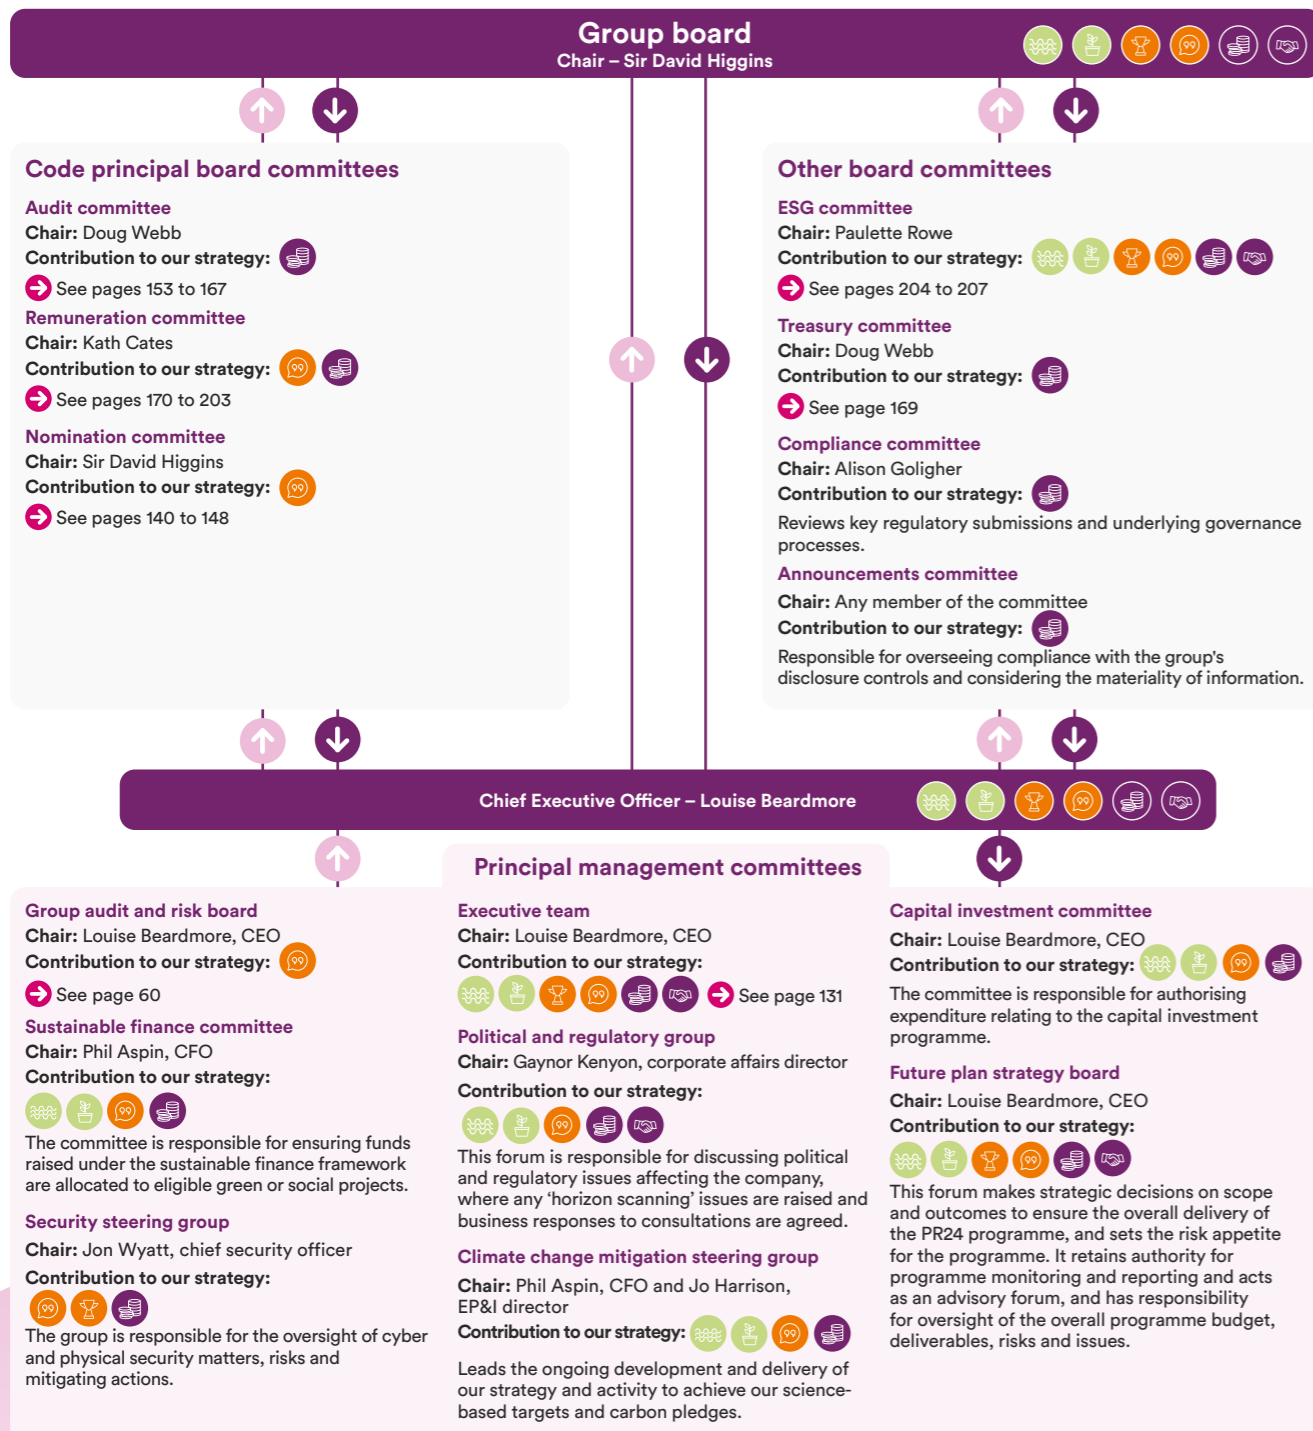 Group board
Chair – Sir David Higgins
Code principal board committees
Audit committee
Chair: Doug Webb
Contribution to our strategy:
See pages 153 to 167
Remuneration committee
Chair: Kath Cates
Contribution to our strategy:
See pages 170 to 203
Nomination committee
Chair: Sir David Higgins
Contribution to our strategy:
See pages 140 to 148
Other board committees
ESG committee
Chair: Paulette Rowe
Contribution to our strategy:
See pages 204 to 207
Treasury committee
Chair: Doug Webb
Contribution to our strategy:
See page 169
Compliance committee
Chair: Alison Goligher
Contribution to our strategy:
Reviews key regulatory submissions and underlying governance
processes.
Announcements committee
Chair: Any member of the committee
Contribution to our strategy:
Responsible for overseeing compliance with the group's
disclosure controls and considering the materiality of information.
Chief Executive Officer – Louise Beardmore
Principal management committees
Group audit and risk board
Chair: Louise Beardmore, CEO
Contribution to our strategy:
See page 60
Sustainable finance committee
Chair: Phil Aspin, CFO
Contribution to our strategy:
The committee is responsible for ensuring funds
raised under the sustainable finance framework
are allocated to eligible green or social projects.
Security steering group
Chair: Jon Wyatt, chief security officer
Contribution to our strategy:
The group is responsible for the oversight of cyber
and physical security matters, risks and
mitigating actions.
Executive team
Chair: Louise Beardmore, CEO
Contribution to our strategy:
See page 131
Political and regulatory group
Chair: Gaynor Kenyon, corporate affairs director
Contribution to our strategy:
This forum is responsible for discussing political
and regulatory issues affecting the company,
where any ‘horizon scanning’ issues are raised and
business responses to consultations are agreed.
Climate change mitigation steering group
Chair: Phil Aspin, CFO and Jo Harrison,
EP&I director
Contribution to our strategy:
Leads the ongoing development and delivery of
our strategy and activity to achieve our science-
based targets and carbon pledges.
Capital investment committee
Chair: Louise Beardmore, CEO
Contribution to our strategy:
The committee is responsible for authorising
expenditure relating to the capital investment
programme.
Future plan strategy board
Chair: Louise Beardmore, CEO
Contribution to our strategy:
This forum makes strategic decisions on scope
and outcomes to ensure the overall delivery of
the PR24 programme, and sets the risk appetite
for the programme. It retains authority for
programme monitoring and reporting and acts
as an advisory forum, and has responsibility
for oversight of the overall programme budget,
deliverables, risks and issues.